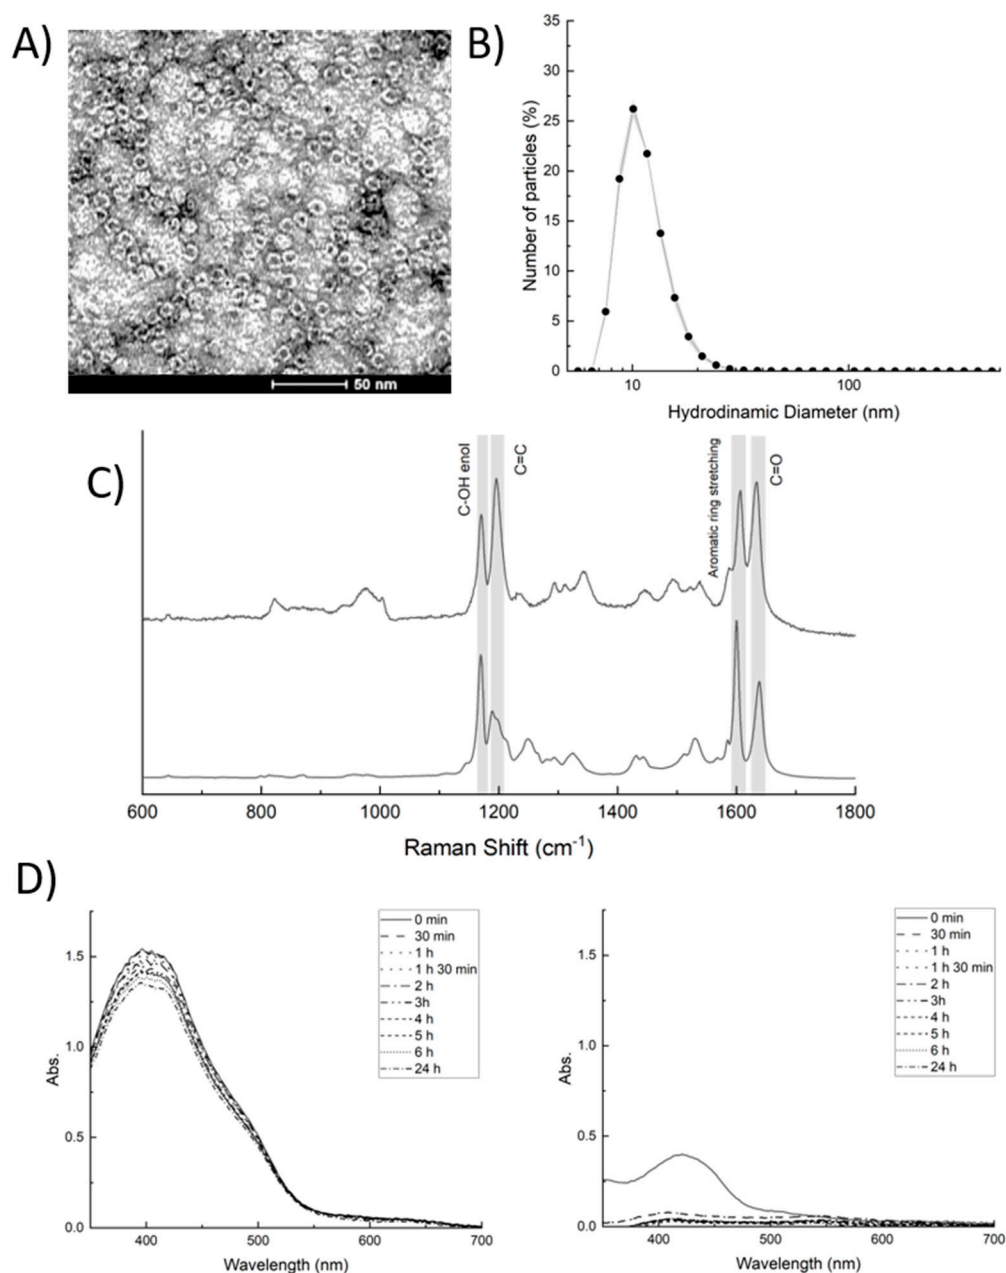 A)
50 nm
B)
35
30
25
20
15
10
5
0
Number of particles (%)
10
100
Hydrodinamic Diameter (nm)
C)
C-OH enol
C=C
Aromatic ring stretching
C=O
600
800
1000
1200
1400
1600
1800
Raman Shift (cm-1)
D)
1.5
1.0
0.5
0.0
Abs.
0 min
30 min
1 h
1 h 30 min
2 h
3h
4 h
5 h
6 h
24 h
400
500
600
700
Wavelength (nm)
1.5
1.0
0.5
0.0
Abs.
0 min
30 min
1 h
1 h 30 min
2 h
3h
4 h
5 h
6 h
24 h
400
500
600
700
Wavelength (nm)